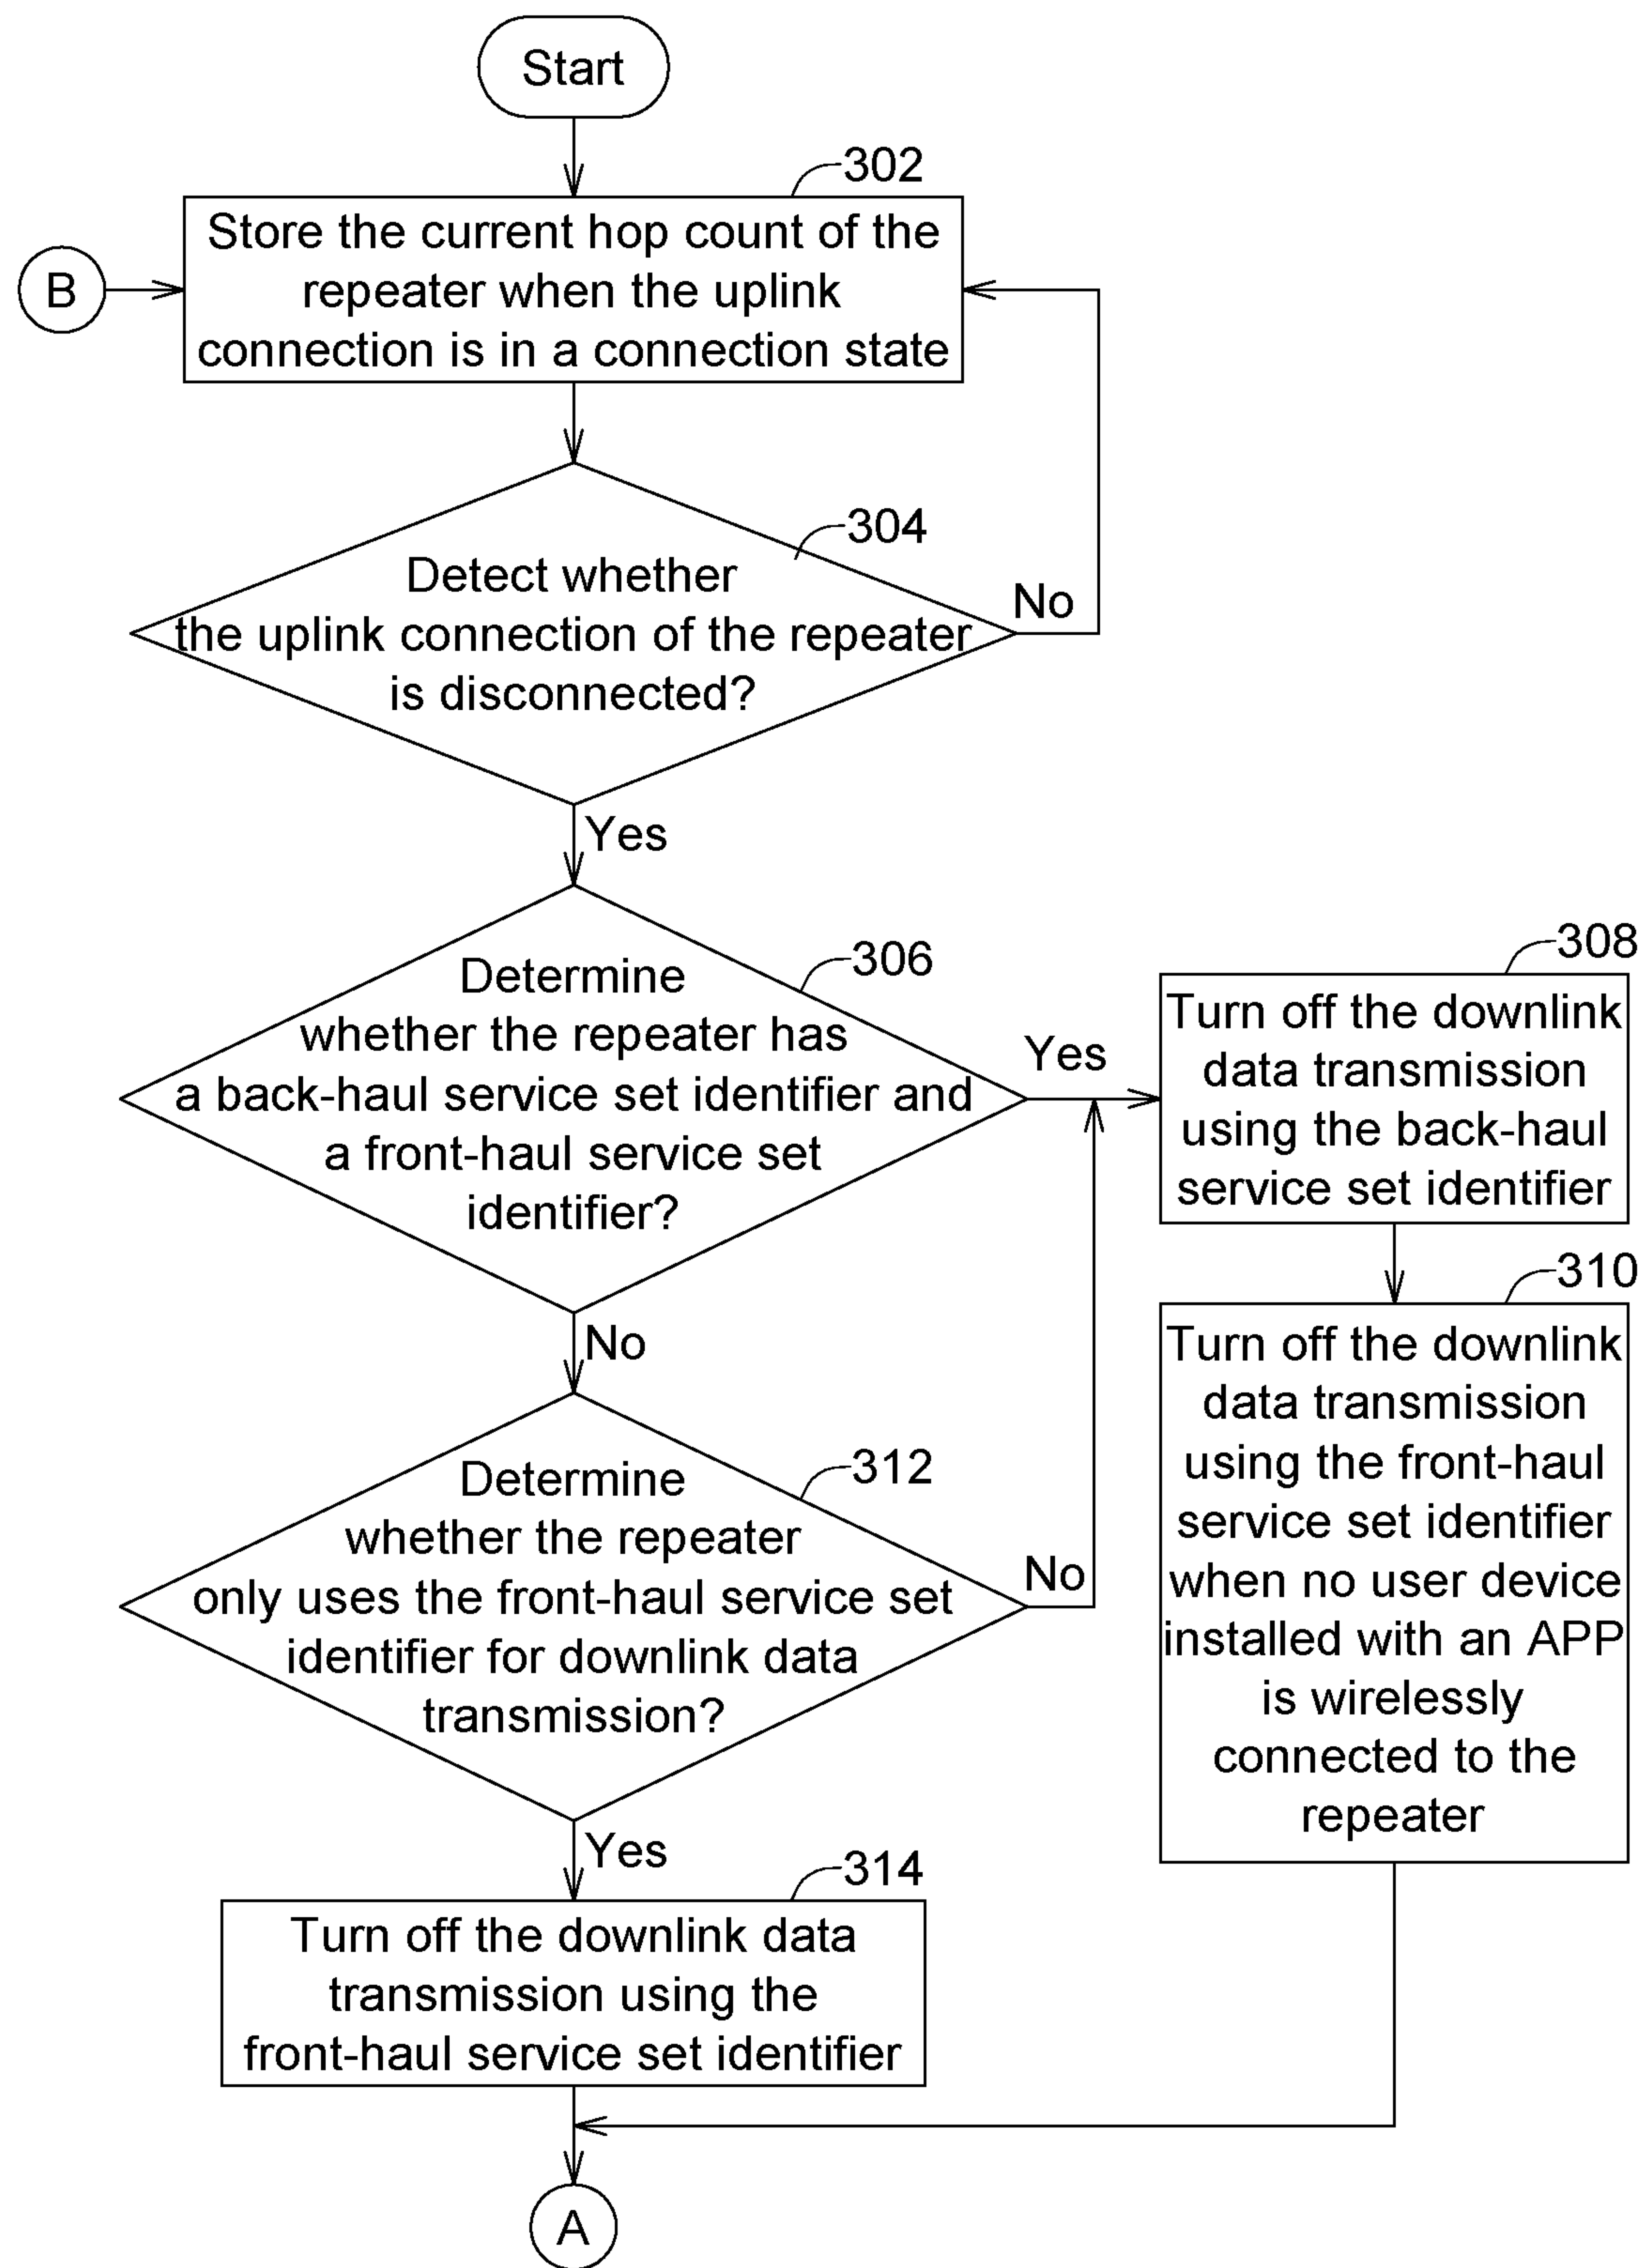 Start
302
Store the current hop count of the
repeater when the uplink
connection is in a connection state
B
304
Detect whether
the uplink connection of the repeater
is disconnected?
No
Yes
306
Determine
whether the repeater has
a back-haul service set identifier and
a front-haul service set
identifier?
Yes
308
Turn off the downlink
data transmission
using the back-haul
service set identifier
310
Turn off the downlink
data transmission
using the front-haul
service set identifier
when no user device
installed with an APP
is wirelessly
connected to the
repeater
No
312
Determine
whether the repeater
only uses the front-haul service set
identifier for downlink data
transmission?
No
Yes
314
Turn off the downlink data
transmission using the
front-haul service set identifier
A